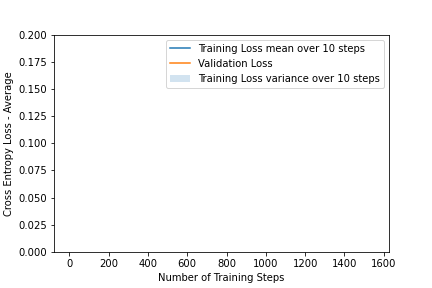 0.200
0.175
0.150
0.125
0.100
0.075
0.050
0.025
0.000
Cross Entropy Loss - Average
Training Loss mean over 10 steps
Validation Loss
Training Loss variance over 10 steps
0 200 400 600 800 1000 1200 1400 1600
Number of Training Steps